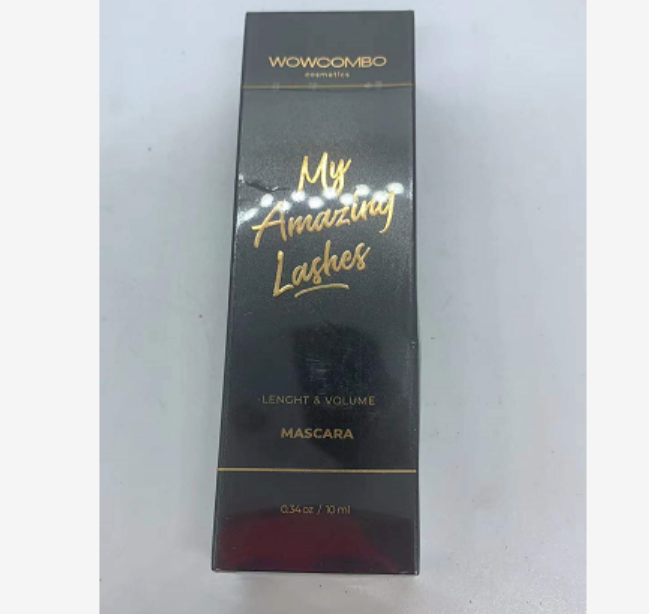 WOWCOMBO
cosmetics
My
Amazing
Lashes
LENGHT & VOLUME
MASCARA
0.34 oz / 10 ml